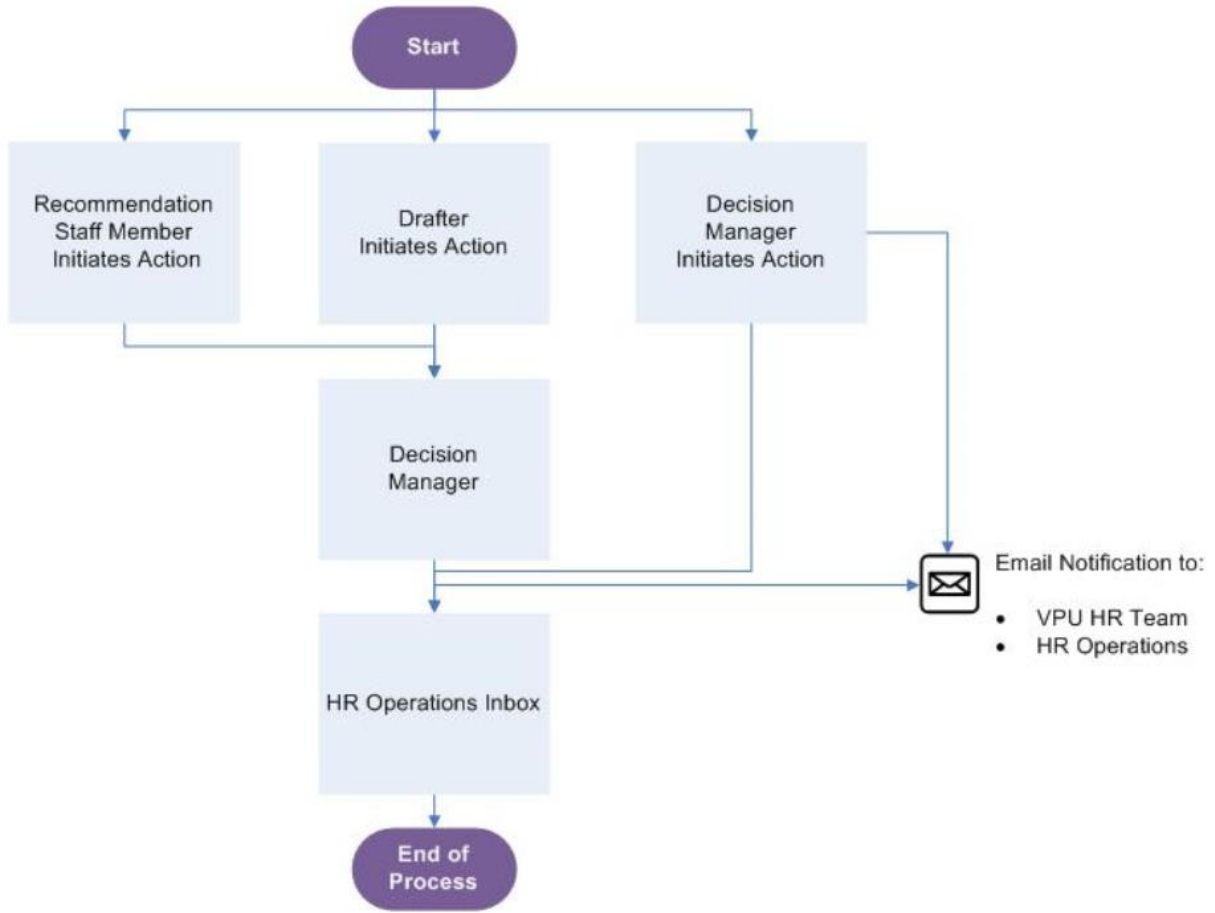 Start
Recommendation
Staff Member
Initiates Action
Drafter
Initiates Action
Decision
Manager
Initiates Action
Decision
Manager
Email Notification to:
• VPU HR Team
• HR Operations
HR Operations Inbox
End of
Process